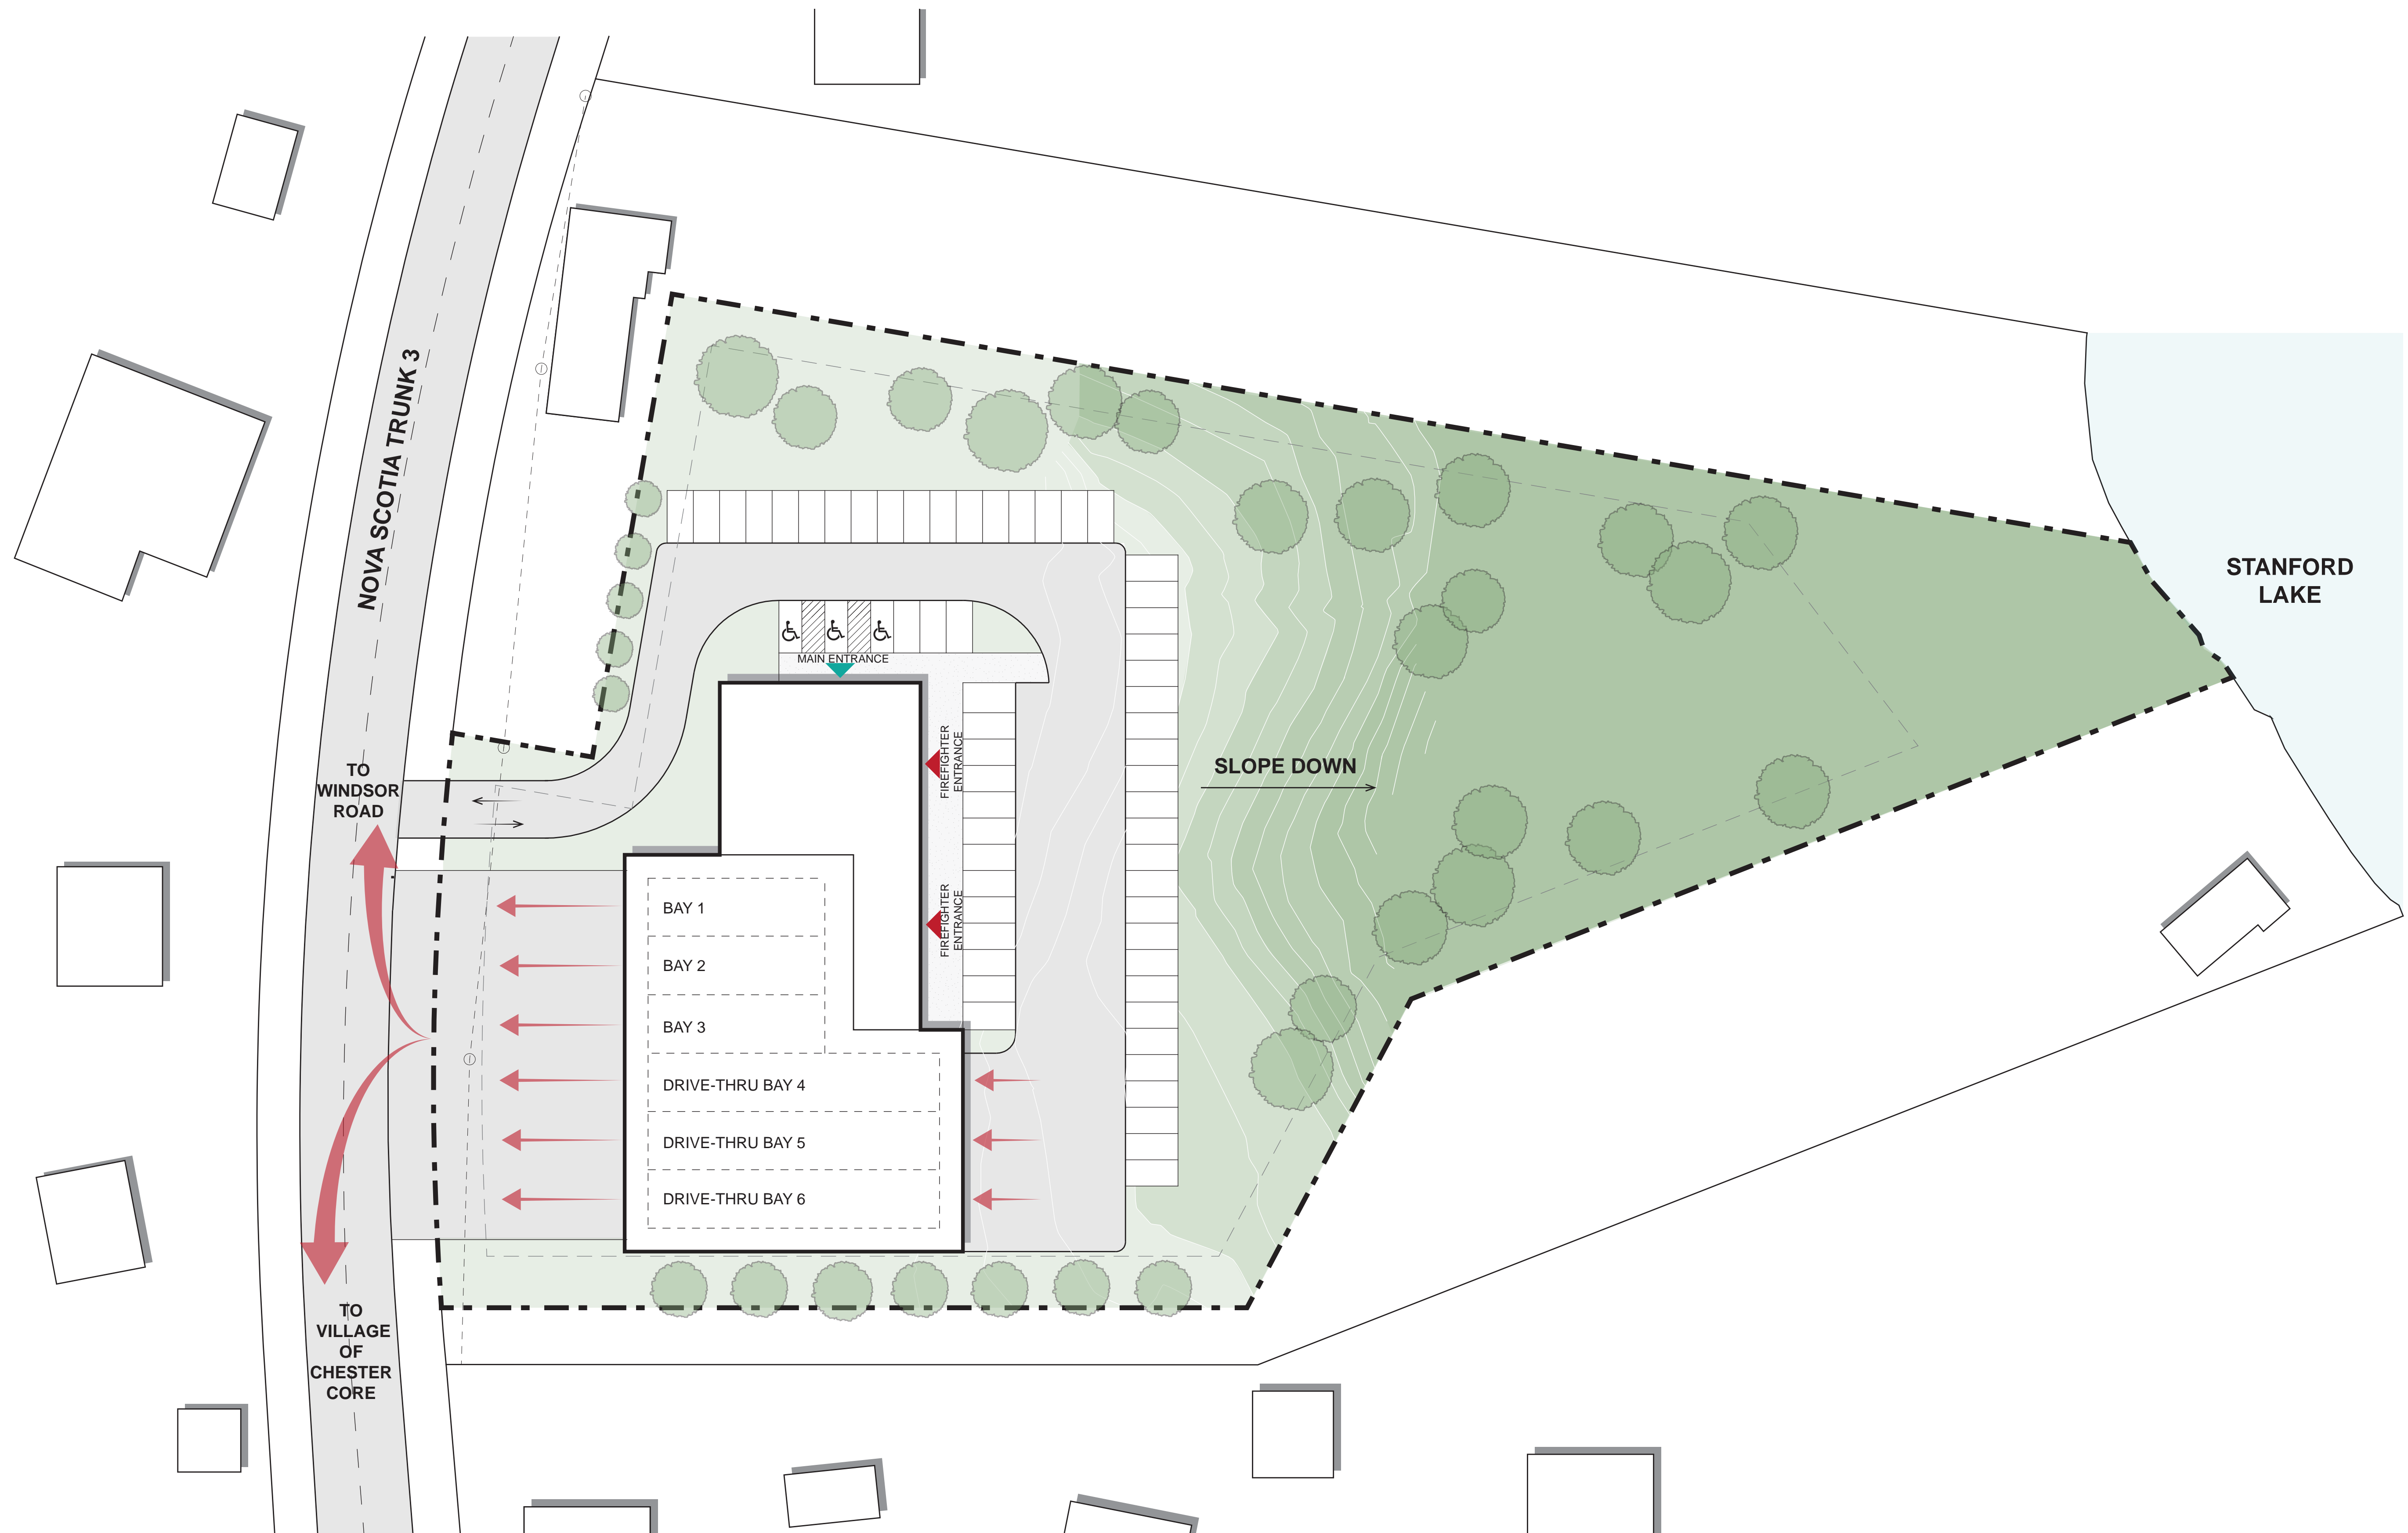 NOVA SCOTIA TRUNK 3
STANFORD
LAKE
MAIN ENTRANCE
TO
WINDSOR
ROAD
FIREFIGHTER
ENTRANCE
SLOPE DOWN
FIREFIGHTER
ENTRANCE
BAY 1
BAY 2
BAY 3
DRIVE-THRU BAY 4
DRIVE-THRU BAY 5
DRIVE-THRU BAY 6
TO
VILLAGE
OF
CHESTER
CORE